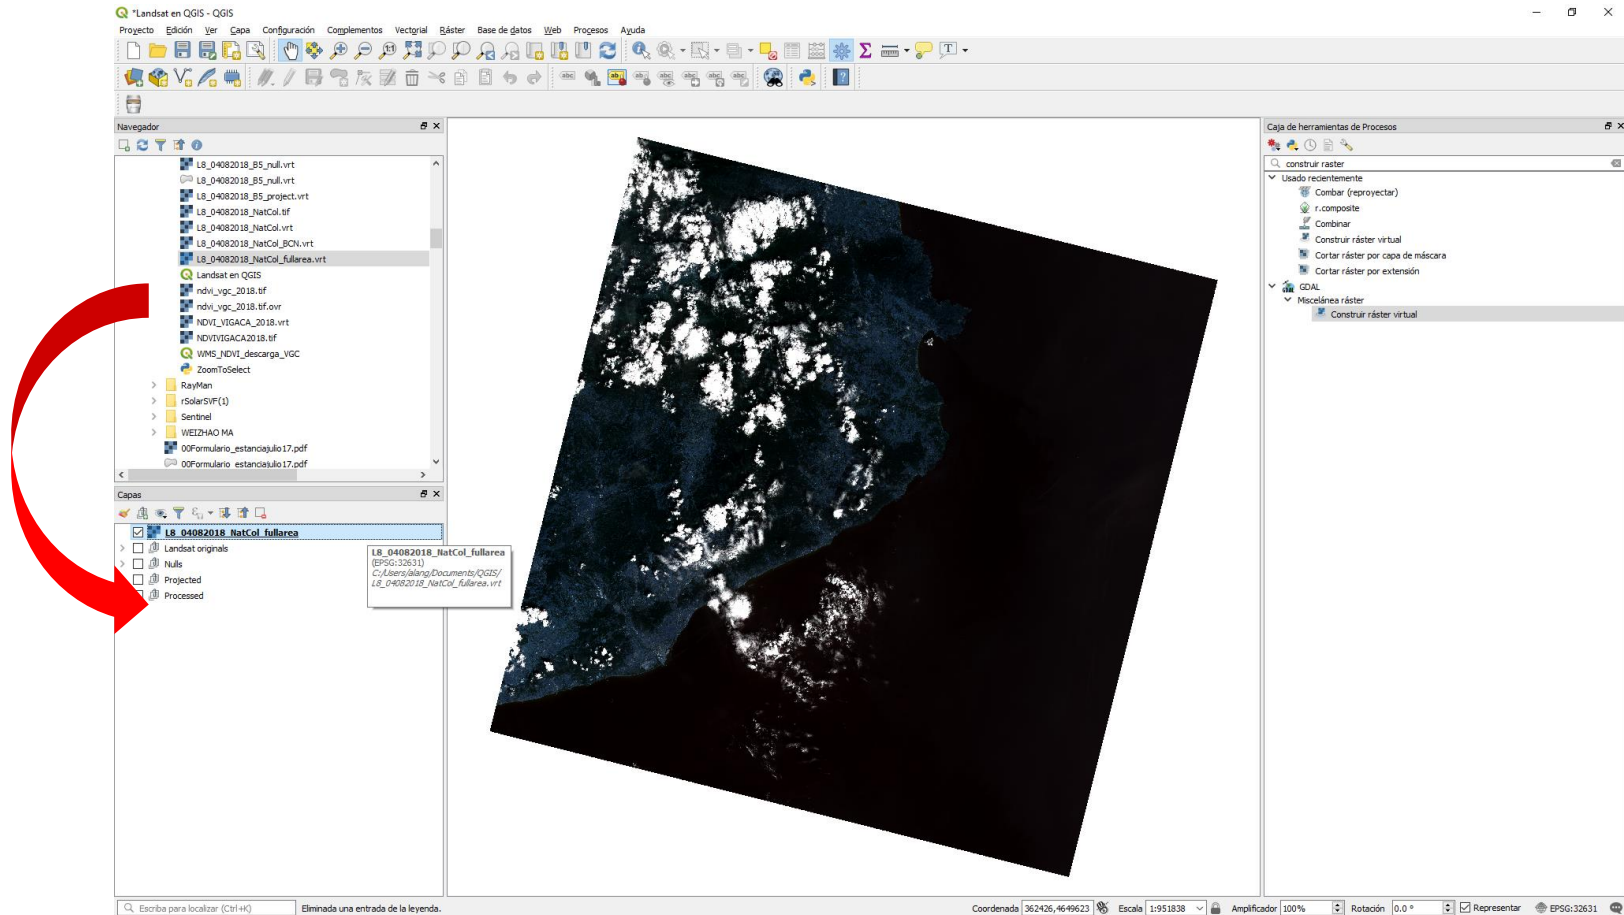 *Landsat en QGIS - QGIS
Proyecto Edición Ver Capa Configuración Complementos Vectorial Ráster Base de datos Web Procesos Ayuda
Navegador
L8_04082018_B5_null.vrt
L8_04082018_B5_null.vrt
L8_04082018_B5_project.vrt
L8_04082018_NatCol.tif
L8_04082018_NatCol.vrt
L8_04082018_NatCol_BCN.vrt
L8_04082018_NatCol_fullarea.vrt
Landsat en QGIS
ndvi_vgc_2018.tif
ndvi_vgc_2018.tif.ovr
NDVI_VIGACA_2018.vrt
NDVIVIGACA2018.tif
WMS_NDVI_descarga_VGC
ZoomToSelect
RayMan
rSolarSVF(1)
Sentinel
WEIZHAO MA
00Formulario_estanciajulio17.pdf
00Formulario_estanciajulio17.pdf
Capas
L8_04082018_NatCol_fullarea
Landsat originals
Nulls
Projected
Processed
L8_04082018_NatCol_fullarea
(EPSG:32631)
C:/Users/alang/Documents/QGIS/
L8_04082018_NatCol_fullarea.vrt
Caja de herramientas de Procesos
construir raster
Usado recientemente
Combar (reproyectar)
r.composite
Combinar
Construir ráster virtual
Cortar ráster por capa de máscara
Cortar ráster por extensión
GDAL
Miscelánea ráster
Construir ráster virtual
Escriba para localizar (Ctrl+K) Eliminada una entrada de la leyenda. Coordenada 362426,4649623 Escala 1:951838 Amplificador 100% Rotación 0.0 ° Representar EPSG:32631